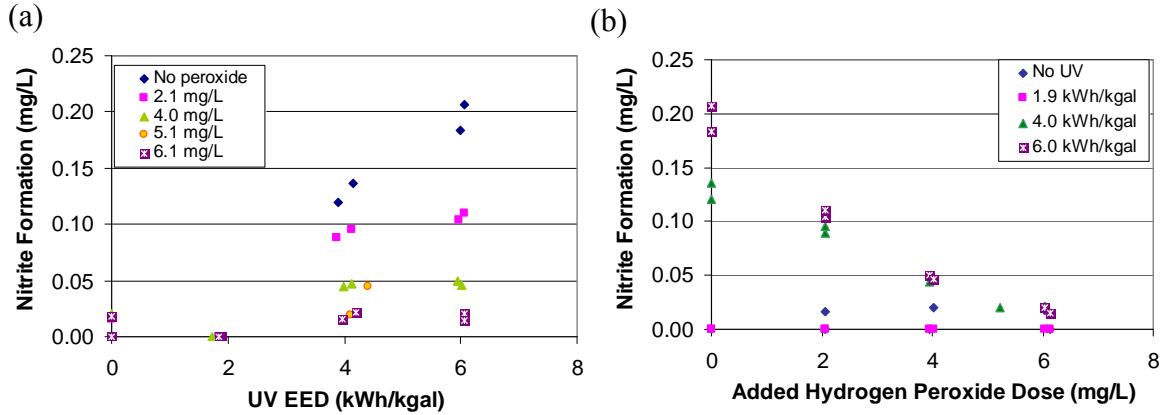 (a)
Nitrite Formation (mg/L)
0.25
0.20
0.15
0.10
0.05
0.00
No peroxide
2.1 mg/L
4.0 mg/L
5.1 mg/L
6.1 mg/L
0 2 4 6 8
UV EED (kWh/kgal)
(b)
Nitrite Formation (mg/L)
0.25
0.20
0.15
0.10
0.05
0.00
No UV
1.9 kWh/kgal
4.0 kWh/kgal
6.0 kWh/kgal
0 2 4 6 8
Added Hydrogen Peroxide Dose (mg/L)